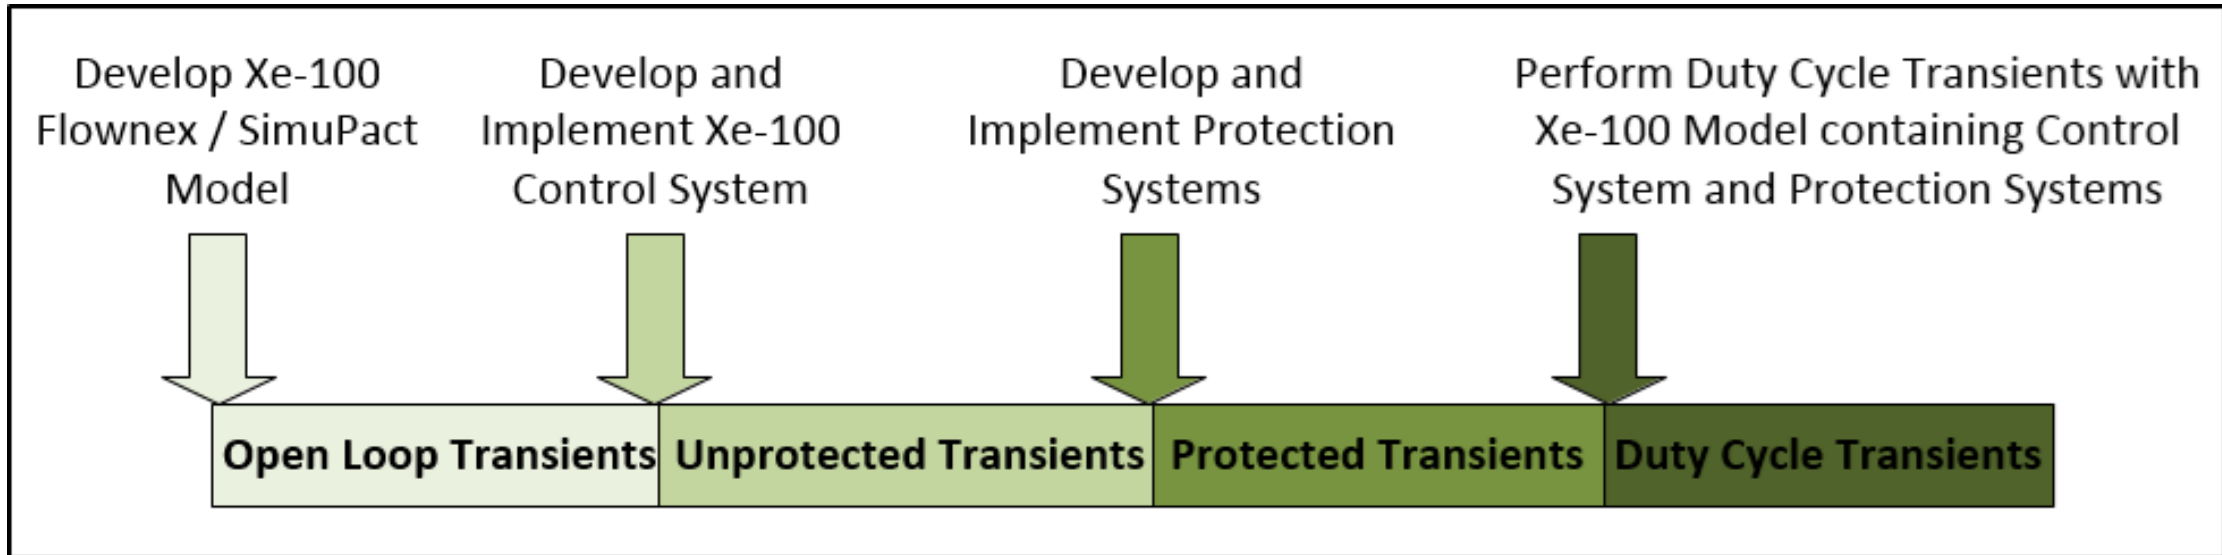 Develop Xe-100
Flownex / SimuPact
Model
Develop and
Implement Xe-100
Control System
Develop and
Implement Protection
Systems
Perform Duty Cycle Transients with
Xe-100 Model containing Control
System and Protection Systems
Open Loop Transients
Unprotected Transients
Protected Transients
Duty Cycle Transients